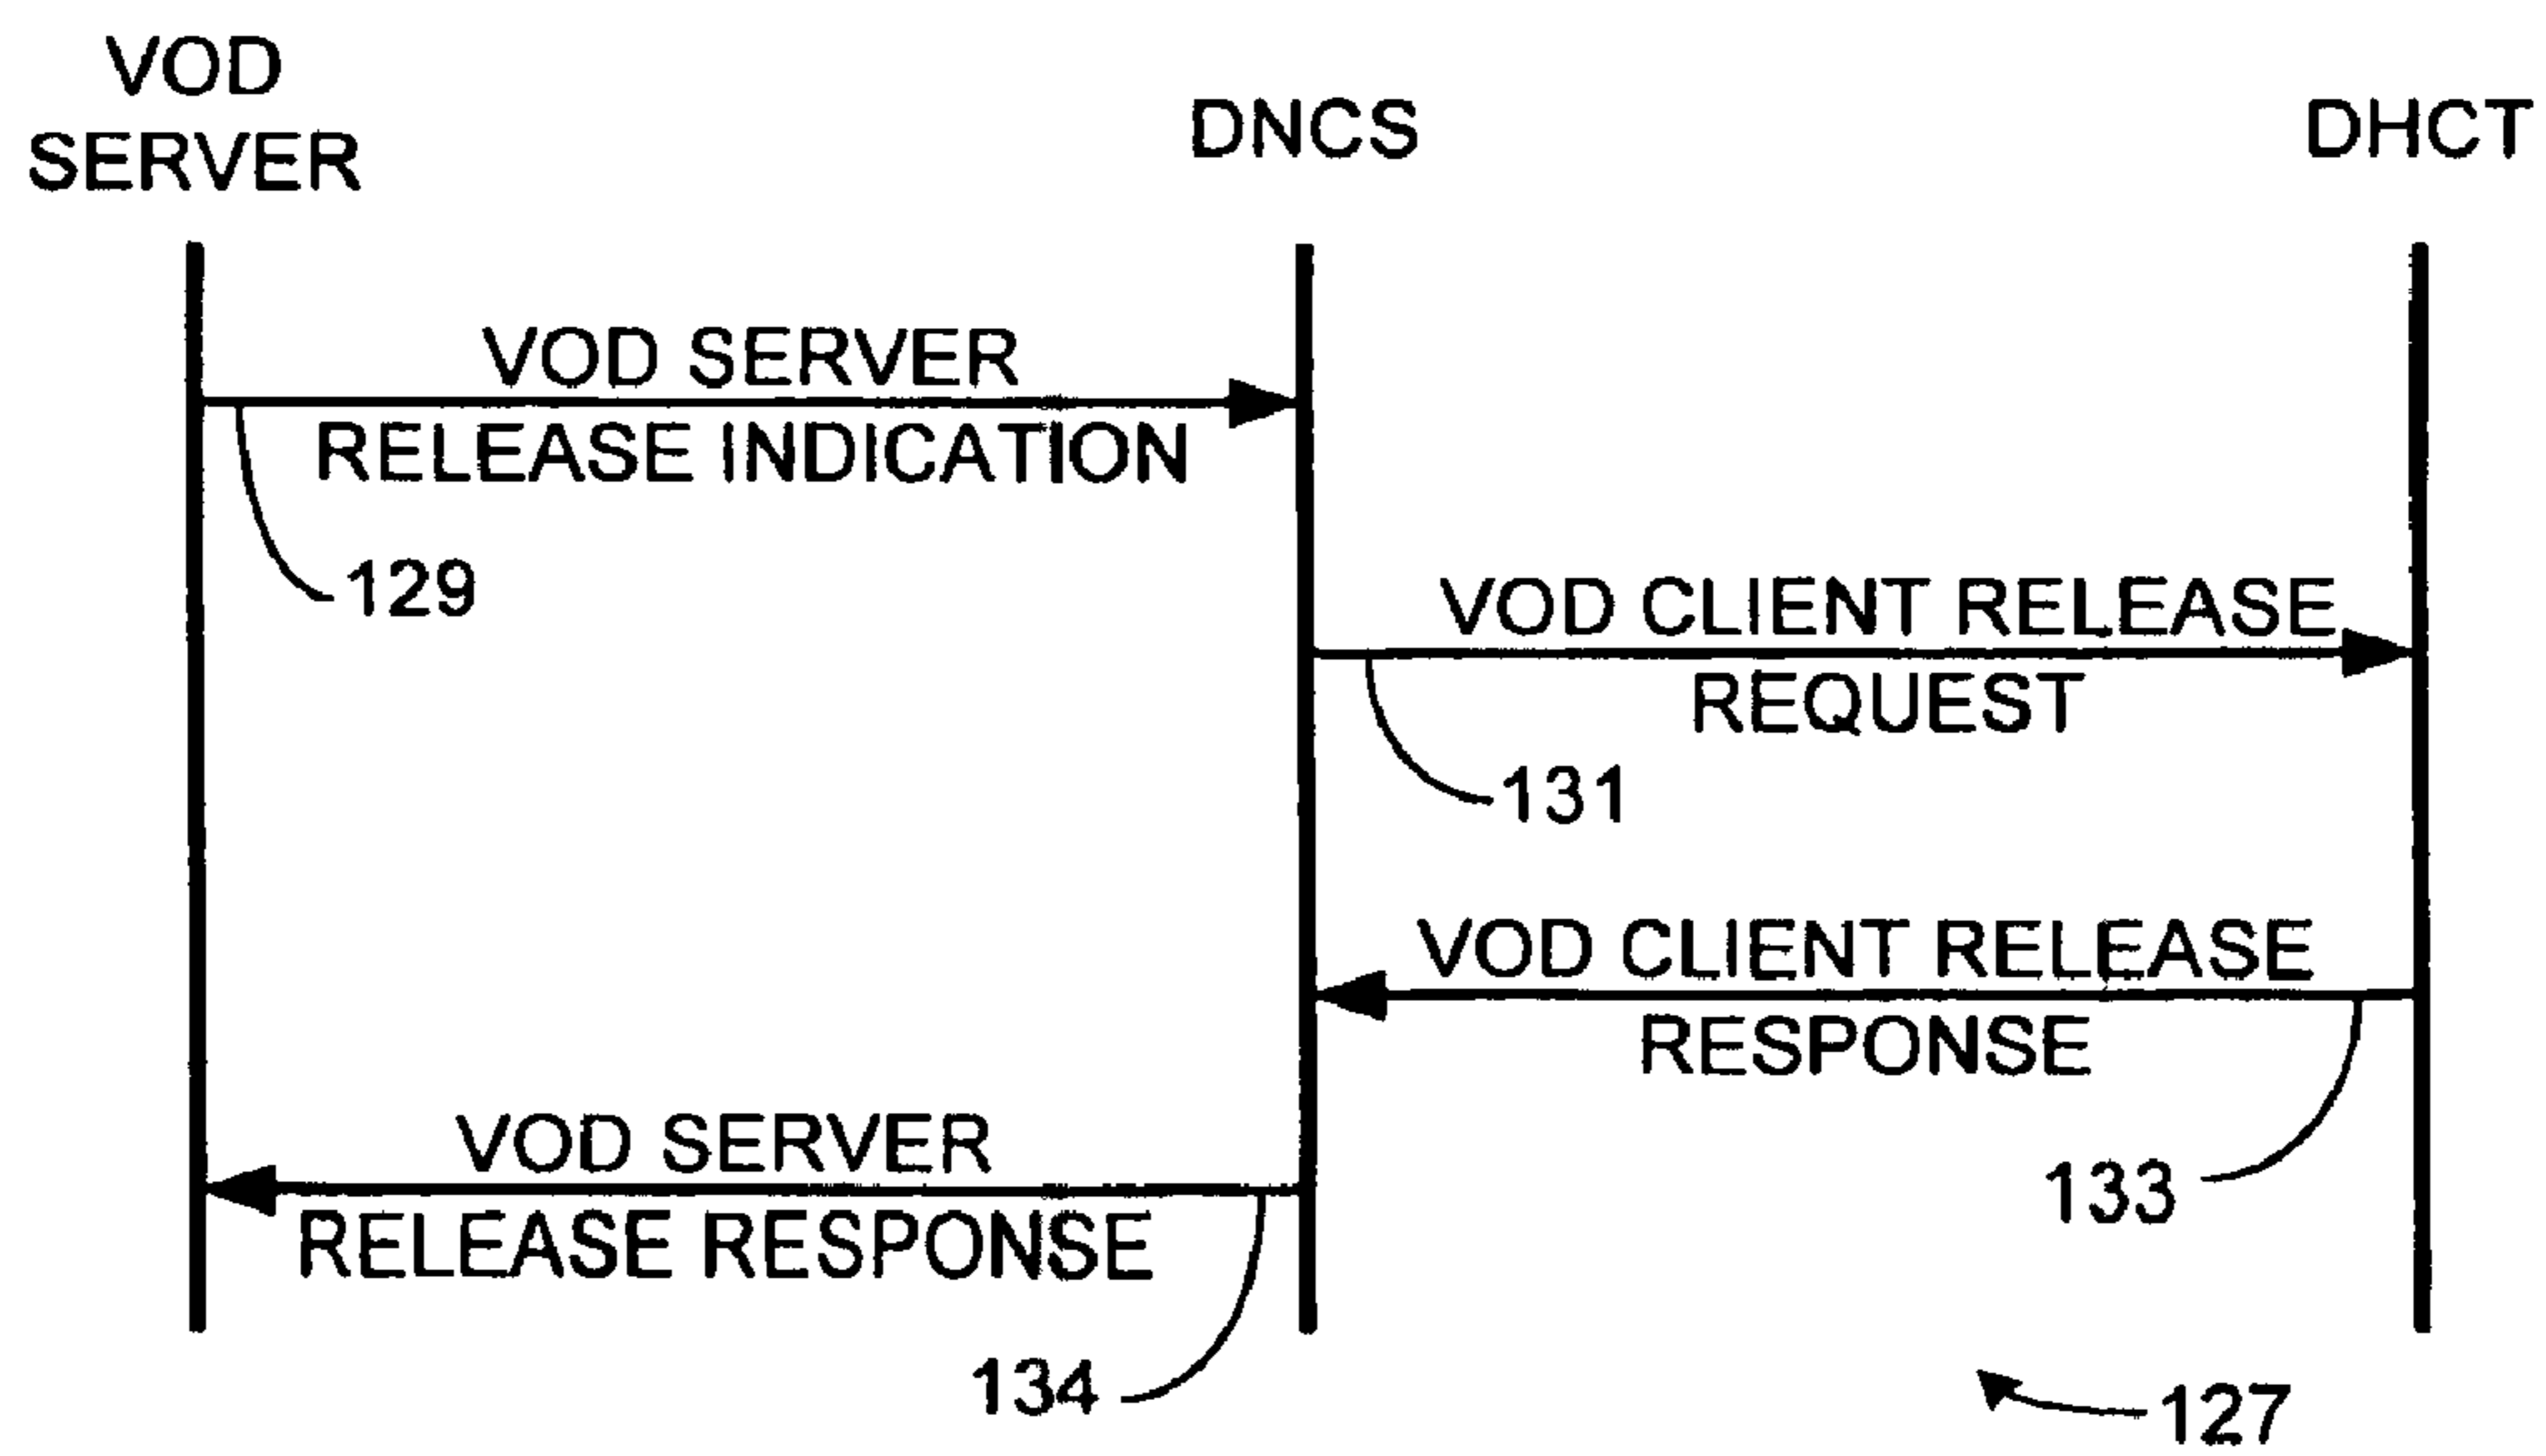 VOD
SERVER
DNCS
DHCT
VOD SERVER
RELEASE INDICATION
129
VOD CLIENT RELEASE
REQUEST
131
VOD CLIENT RELEASE
RESPONSE
133
VOD SERVER
RELEASE RESPONSE
134
127